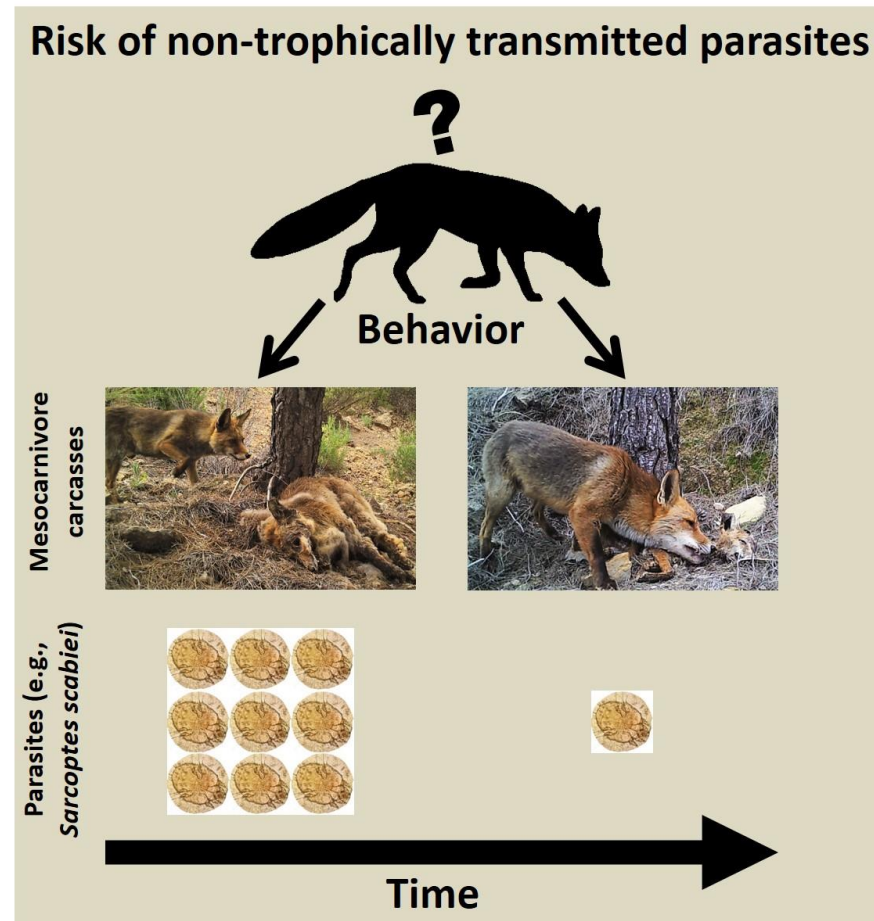 Risk of non-trophically transmitted parasites
?
Behavior
Mesocarnivore
carcasses
Parasites (e.g.,
Sarcoptes scabiei)
Time